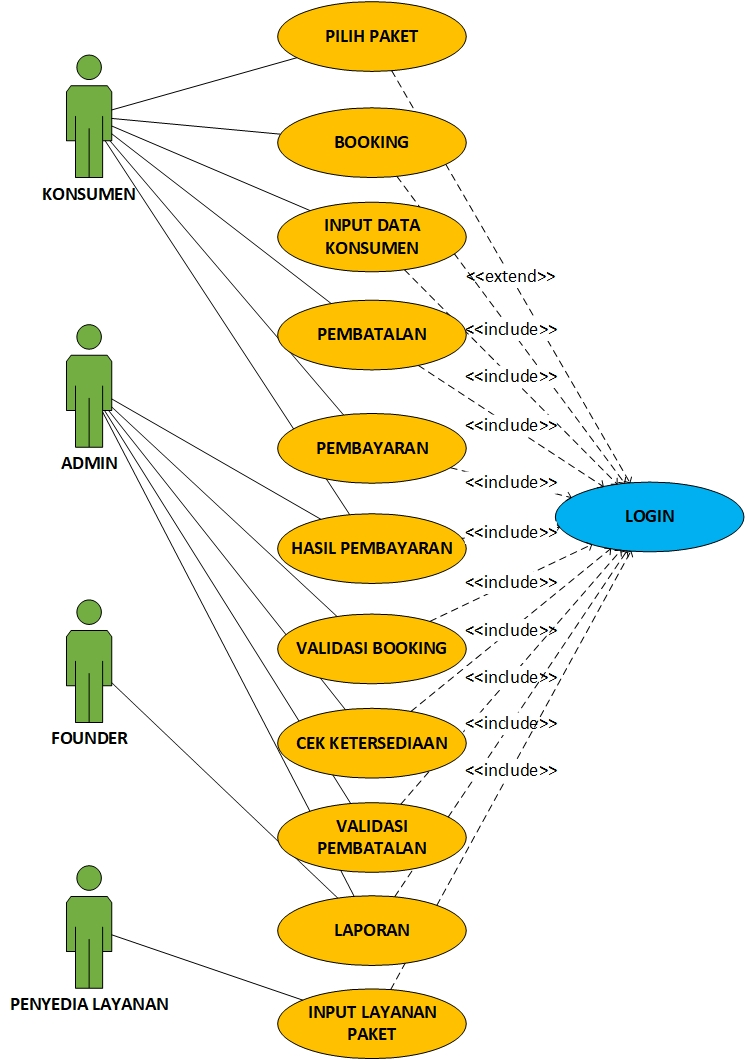 PILIH PAKET
BOOKING
KONSUMEN
INPUT DATA
KONSUMEN
<<extend>>
PEMBATALAN
<<include>>
<<include>>
<<include>>
ADMIN
PEMBAYARAN
<<include>>
LOGIN
HASIL PEMBAYARAN
<<include>>
<<include>>
VALIDASI BOOKING
<<include>>
<<include>>
FOUNDER
CEK KETERSEDIAAN
<<include>>
<<include>>
VALIDASI
PEMBATALAN
LAPORAN
PENYEDIA LAYANAN
INPUT LAYANAN
PAKET